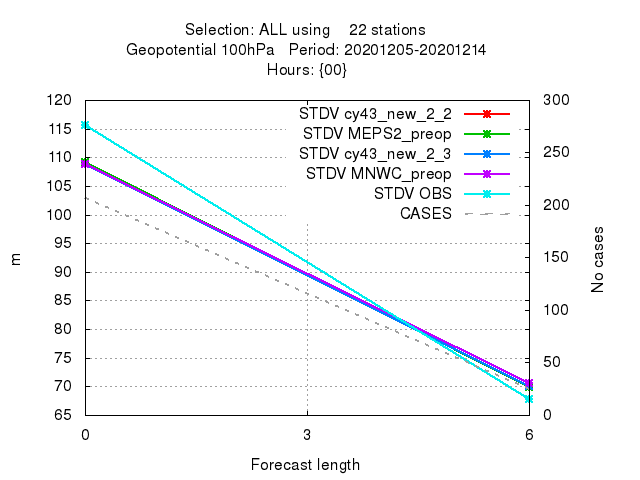 Selection: ALL using 22 stations
Geopotential 100hPa Period: 20201205-20201214
Hours: {00}
120
115
110
105
100
95
90
85
80
75
70
65
m
STDV cy43_new_2_2
STDV MEPS2_preop
STDV cy43_new_2_3
STDV MNWC_preop
STDV OBS
CASES
300
250
200
150
100
50
0
No cases
0 3 6
Forecast length